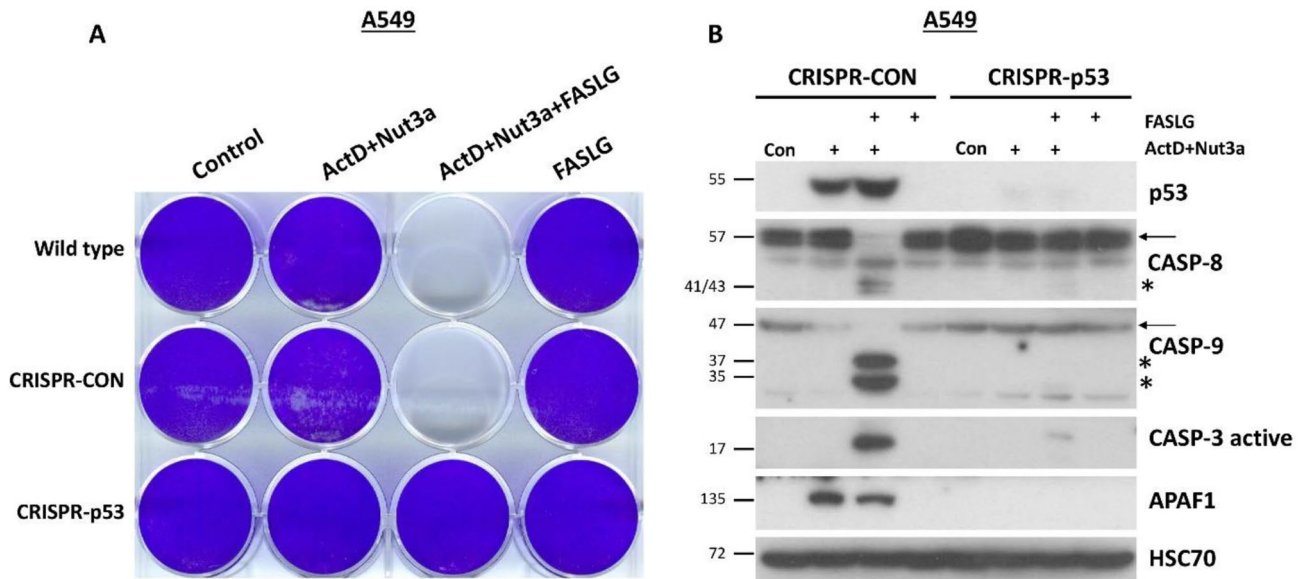 A
A549
Control
ActD+Nut3a
ActD+Nut3a+FASLG
FASLG
Wild type
CRISPR-CON
CRISPR-p53
B
A549
CRISPR-CON CRISPR-p53
+ + + + FASLG
Con + + Con + + ActD+Nut3a
55 p53
57
CASP-8
41/43 *
47
CASP-9
37 *
35 *
CASP-3 active
17
135 APAF1
72 HSC70